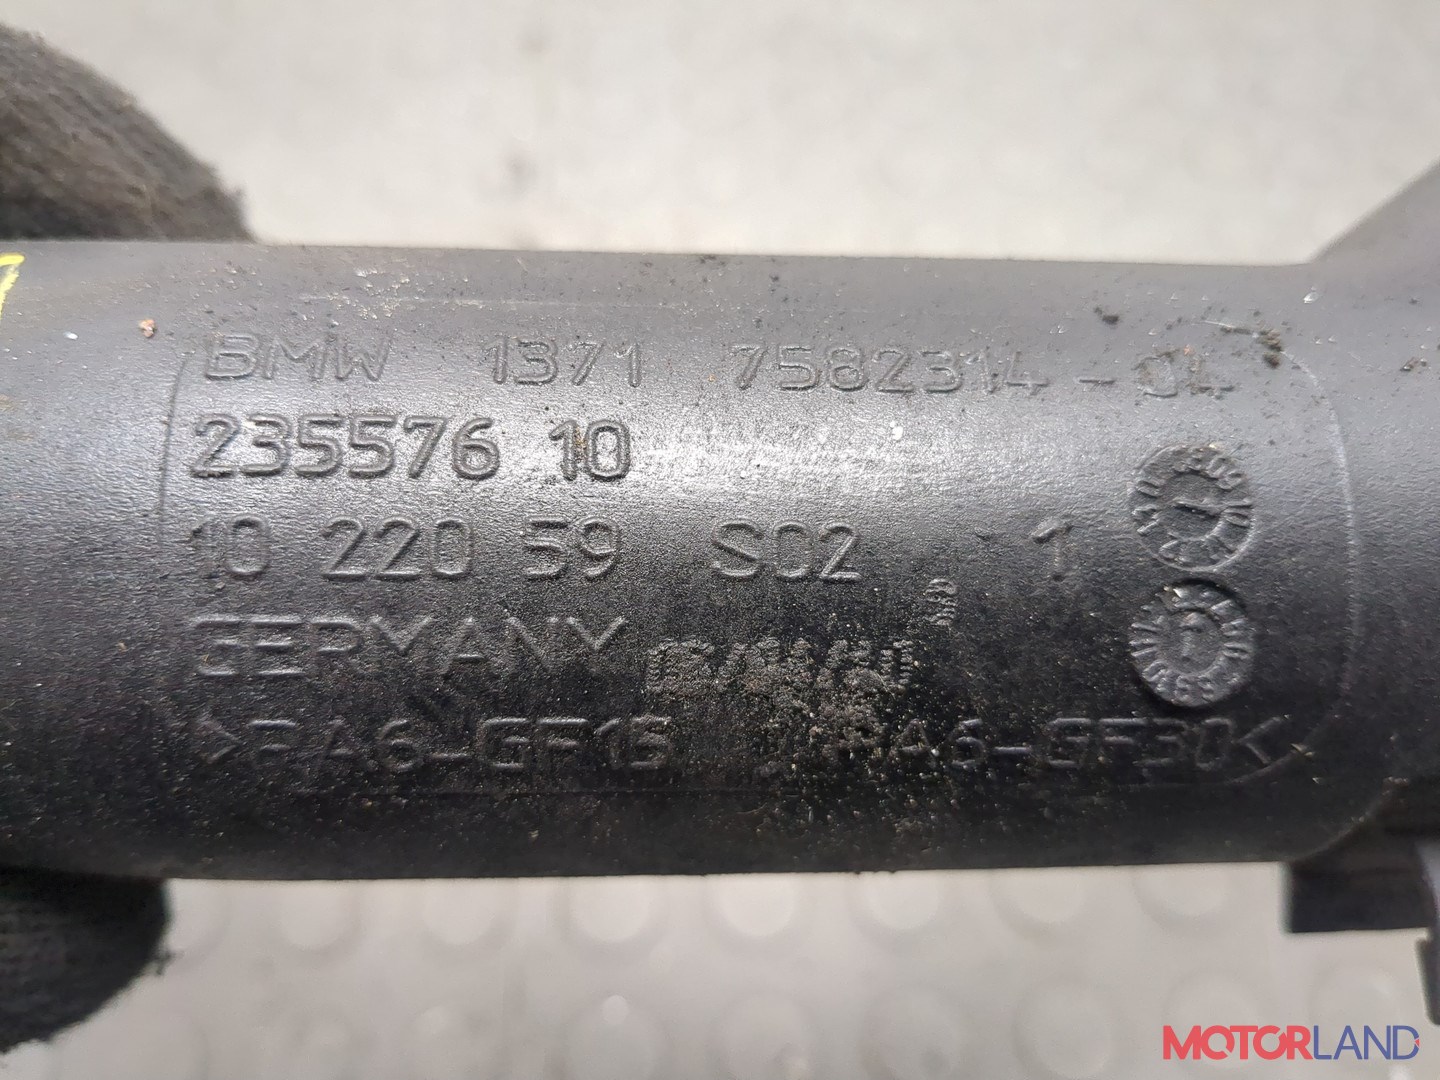 BMW 1371 7582314-04
235576 10
10 220 59 S02 1
GERMANY
>PA6-GF15 PA6-GF30<
MOTORLAND